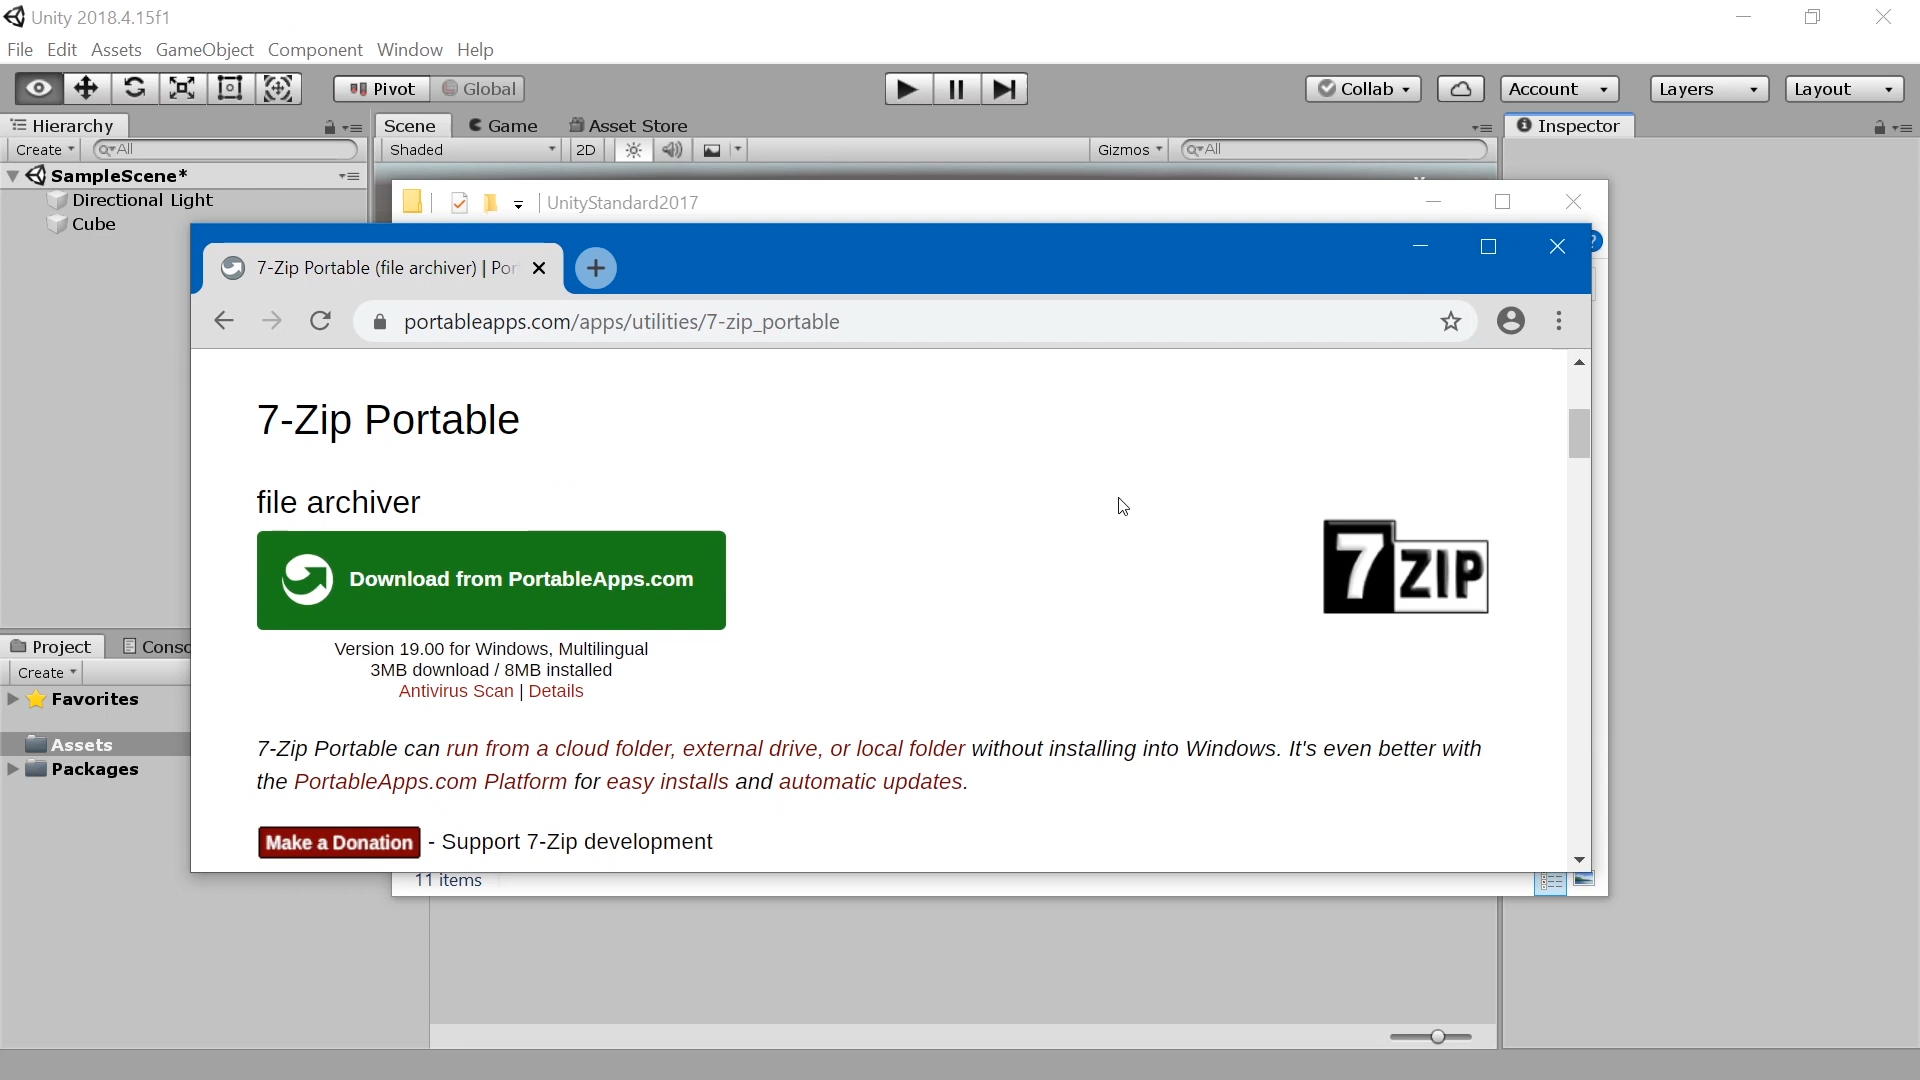 Unity 2018.4.15f1
File Edit Assets GameObject Component Window Help
Pivot Global Collab Account Layers Layout
Hierarchy Scene Game Asset Store Inspector
Create All Shaded 2D Gizmos All
SampleScene*
Directional Light
Cube
UnityStandard2017
7-Zip Portable (file archiver) | Por
portableapps.com/apps/utilities/7-zip_portable
7-Zip Portable
file archiver
Download from PortableApps.com
7 ZIP
Version 19.00 for Windows, Multilingual
3MB download / 8MB installed
Antivirus Scan | Details
7-Zip Portable can run from a cloud folder, external drive, or local folder without installing into Windows. It's even better with
the PortableApps.com Platform for easy installs and automatic updates.
Make a Donation - Support 7-Zip development
11 items
Project Consc
Create
Favorites
Assets
Packages